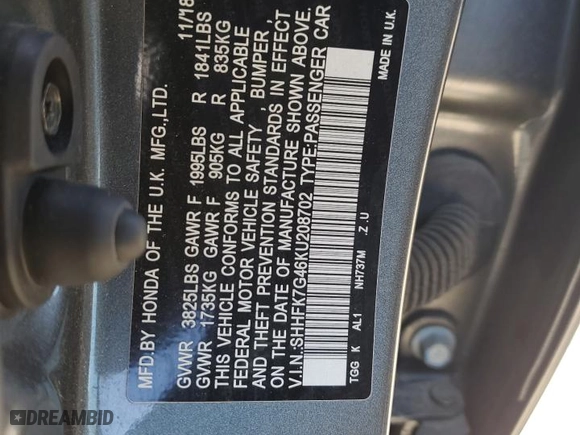 MFD.BY HONDA OF THE U.K. MFG.,LTD. 11/18
GVWR 3825LBS GAWR F 1995LBS R 1841LBS
GVWR 1735KG GAWR F 905KG R 835KG
THIS VEHICLE CONFORMS TO ALL APPLICABLE
FEDERAL MOTOR VEHICLE SAFETY , BUMPER ,
AND THEFT PREVENTION STANDARDS IN EFFECT
ON THE DATE OF MANUFACTURE SHOWN ABOVE.
V.I.N.:SHHFK7G46KU208702 TYPE:PASSENGER CAR
TGG K AL1 NH737M .Z .U MADE IN U.K.
DREAMBID